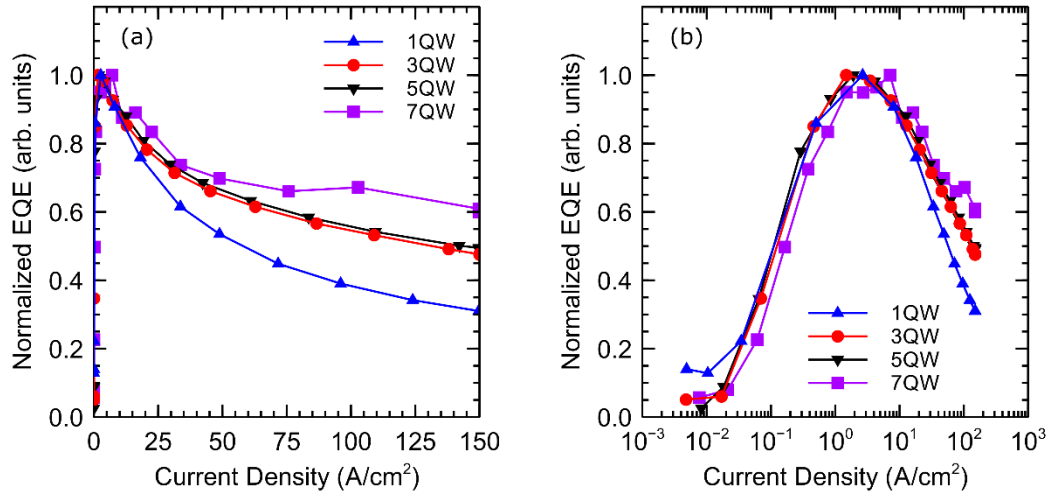 (a)
1QW
3QW
5QW
7QW
Normalized EQE (arb. units)
1.0
0.8
0.6
0.4
0.2
0.0
0 25 50 75 100 125 150
Current Density (A/cm²)
(b)
1QW
3QW
5QW
7QW
Normalized EQE (arb. units)
1.0
0.8
0.6
0.4
0.2
0.0
10⁻³ 10⁻² 10⁻¹ 10⁰ 10¹ 10² 10³
Current Density (A/cm²)